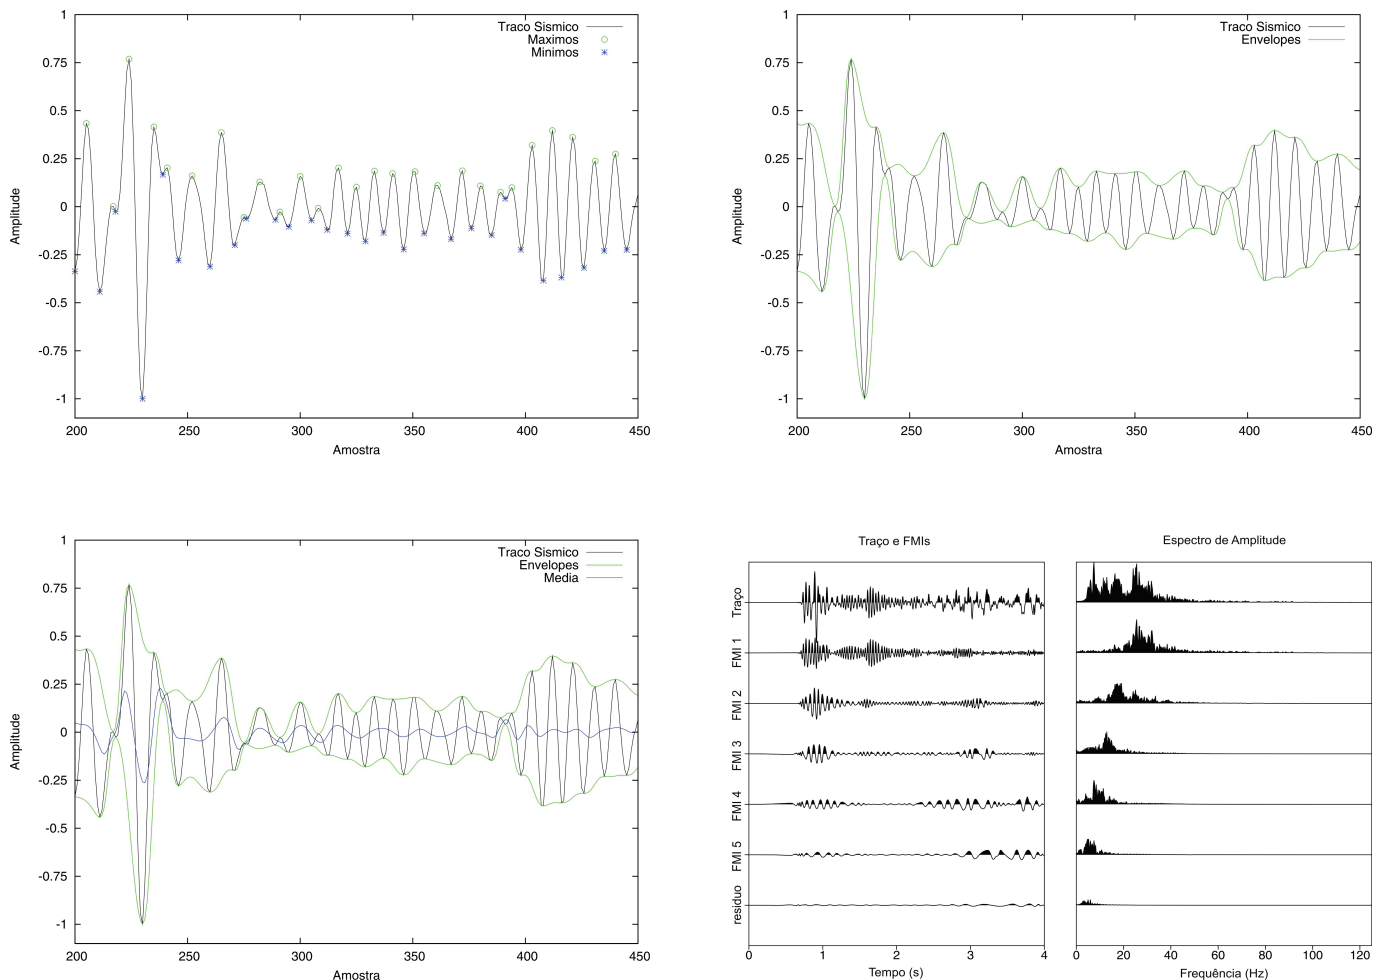 Traco Sismico
Maximos
Minimos
1
0.75
0.5
0.25
0
-0.25
-0.5
-0.75
-1
Amplitude
200
250
300
350
400
450
Amostra
Traco Sismico
Envelopes
1
0.75
0.5
0.25
0
-0.25
-0.5
-0.75
-1
Amplitude
200
250
300
350
400
450
Amostra
Traco Sismico
Envelopes
Media
1
0.75
0.5
0.25
0
-0.25
-0.5
-0.75
-1
Amplitude
200
250
300
350
400
450
Amostra
Traço e FMIs
Traço
FMI 1
FMI 2
FMI 3
FMI 4
FMI 5
residuo
0
1
2
3
4
Tempo (s)
Espectro de Amplitude
0
20
40
60
80
100
120
Frequência (Hz)